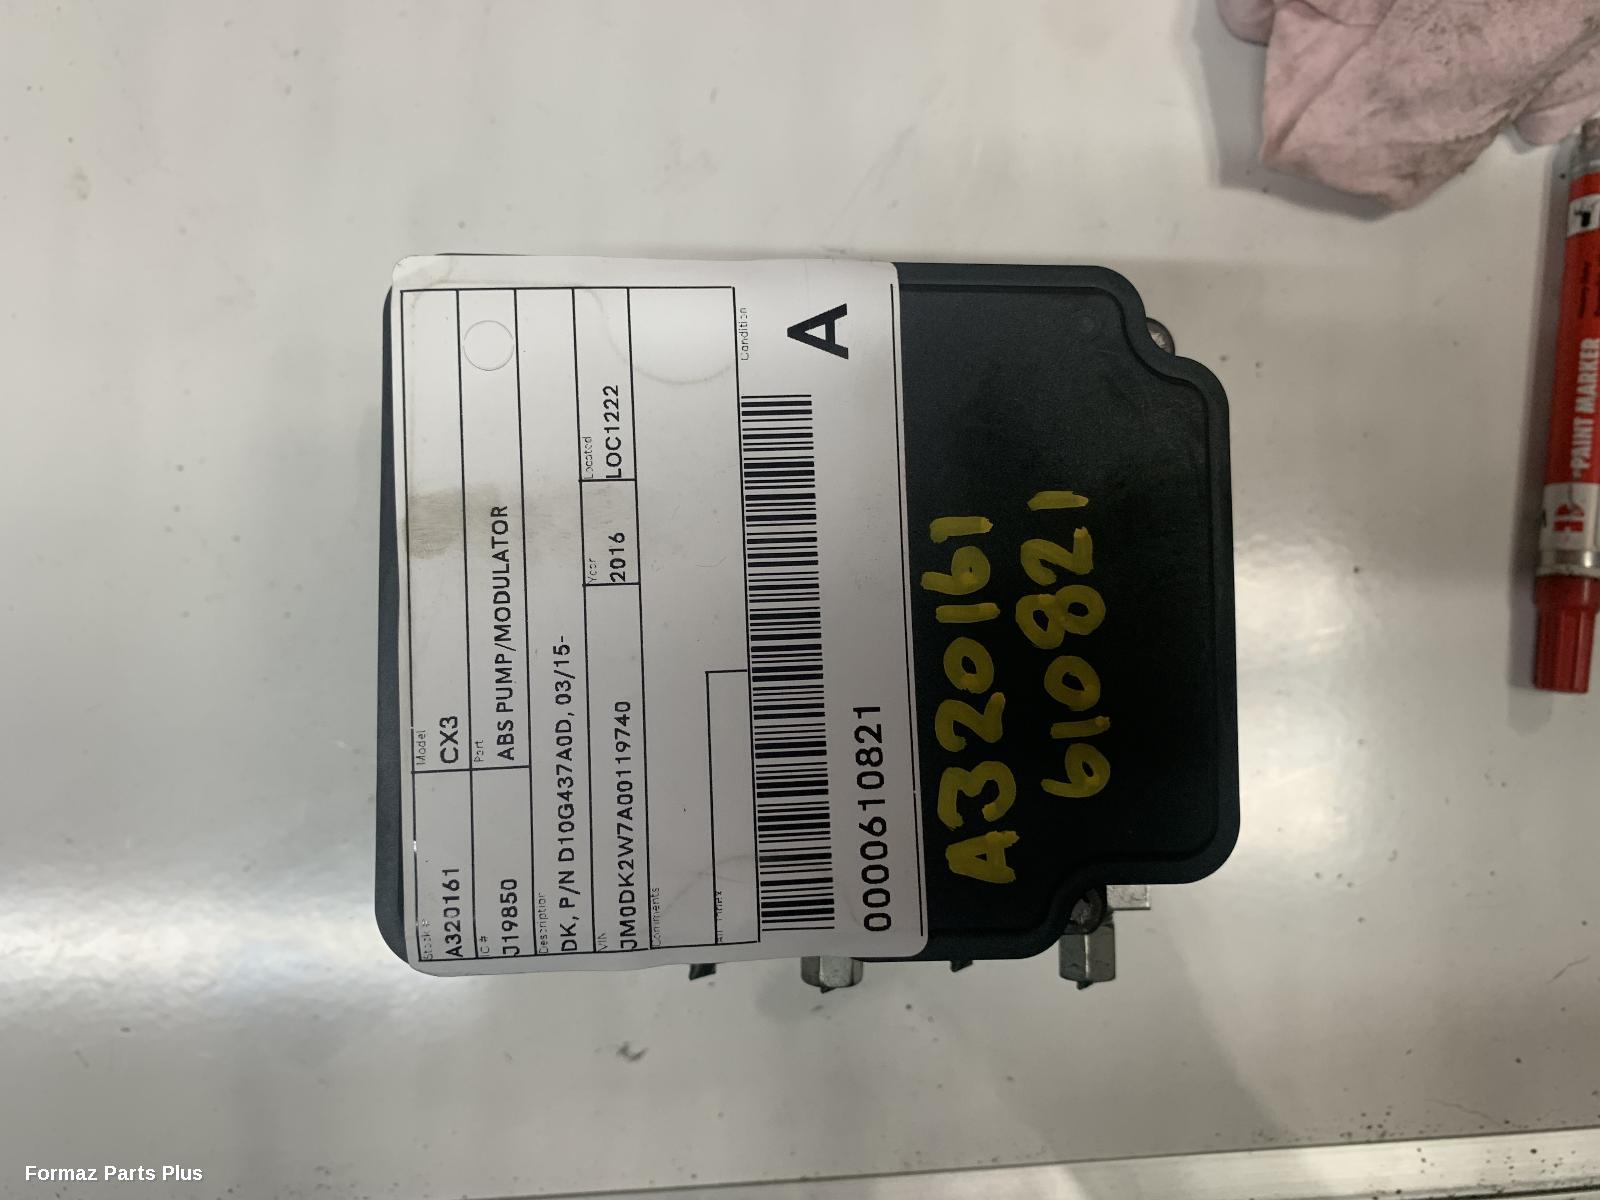 Stock #
A320161
Model
CX3
IC #
J19850
Part
ABS PUMP/MODULATOR
Description
DK, P/N D10G437A0D, 03/15-
VIN
JM0DK2W7A00119740
Year
2016
Located
LOC1222
Comments
Condition
A
0000610821
A320161
610821
PAINT MARKER
Formaz Parts Plus